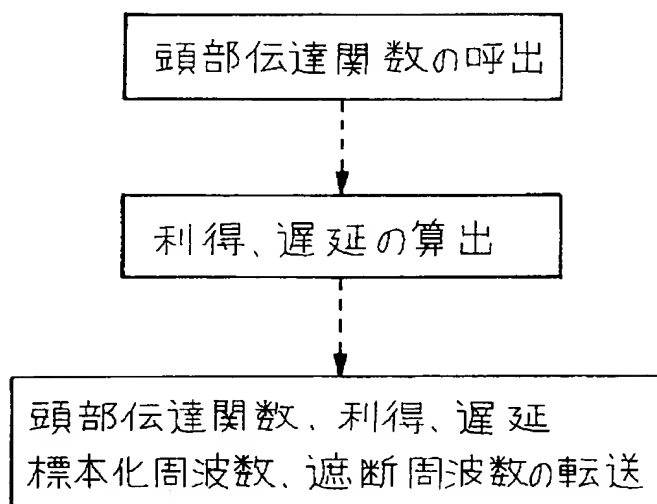 頭部伝達関数の呼出
利得、遅延の算出
頭部伝達関数、利得、遅延
標本化周波数、遮断周波数の転送